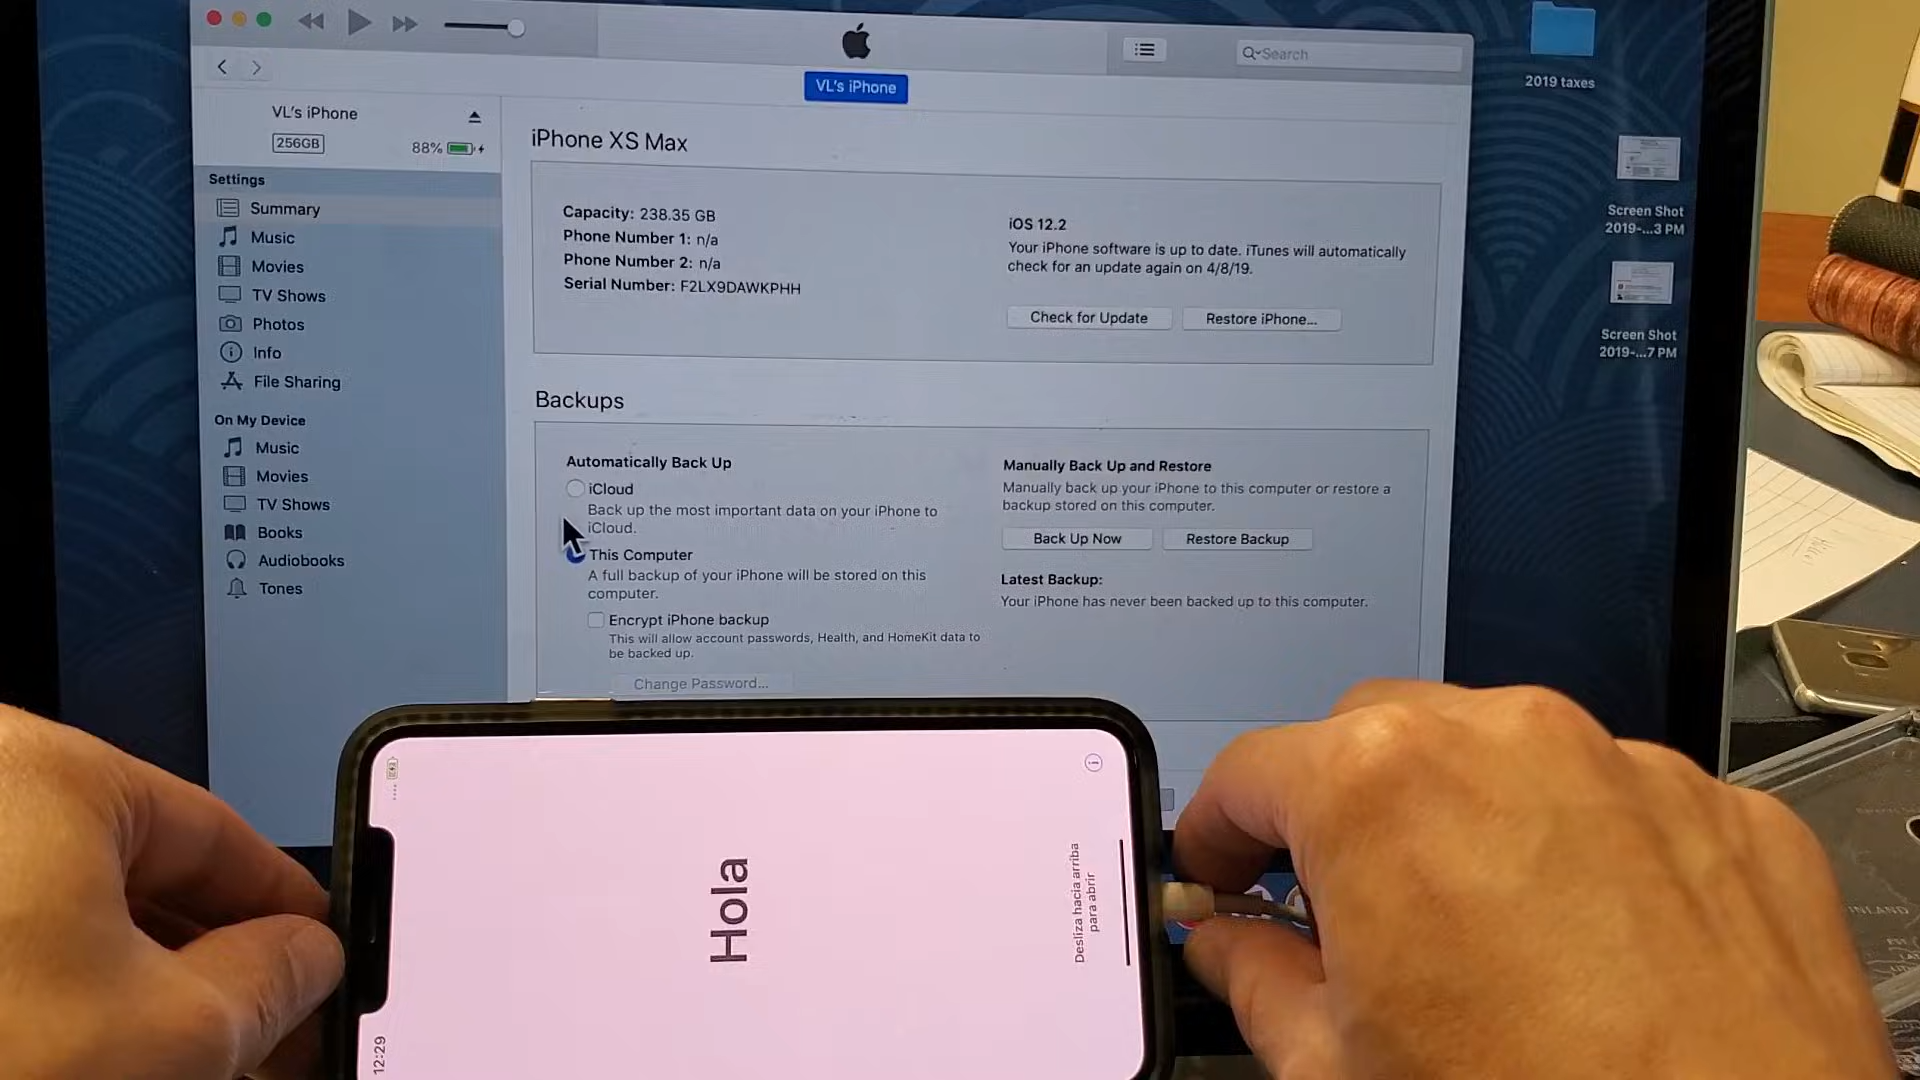 Search
VL's iPhone
VL's iPhone
256GB
88%
Settings
Summary
Music
Movies
TV Shows
Photos
Info
File Sharing
On My Device
Music
Movies
TV Shows
Books
Audiobooks
Tones
iPhone XS Max
Capacity: 238.35 GB
Phone Number 1: n/a
Phone Number 2: n/a
Serial Number: F2LX9DAWKPHH
iOS 12.2
Your iPhone software is up to date. iTunes will automatically
check for an update again on 4/8/19.
Check for Update
Restore iPhone...
Backups
Automatically Back Up
iCloud
Back up the most important data on your iPhone to
iCloud.
This Computer
A full backup of your iPhone will be stored on this
computer.
Encrypt iPhone backup
This will allow account passwords, Health, and HomeKit data to
be backed up.
Change Password...
Manually Back Up and Restore
Manually back up your iPhone to this computer or restore a
backup stored on this computer.
Back Up Now
Restore Backup
Latest Backup:
Your iPhone has never been backed up to this computer.
2019 taxes
Screen Shot
2019-...3 PM
Screen Shot
2019-...7 PM
12:29
Hola
Desliza hacia arriba
para abrir
INLAND